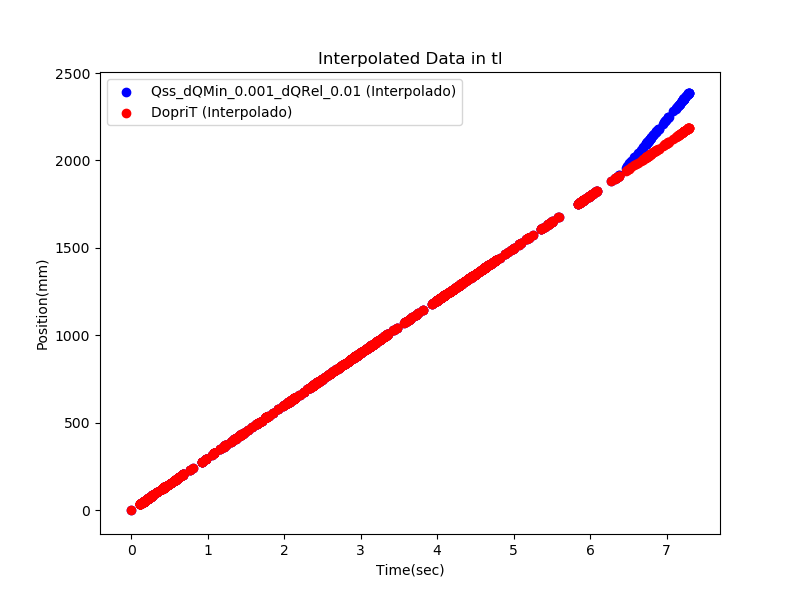 Interpolated Data in tl
Qss_dQMin_0.001_dQRel_0.01 (Interpolado)
DopriT (Interpolado)
Position(mm)
2500
2000
1500
1000
500
0
0 1 2 3 4 5 6 7
Time(sec)